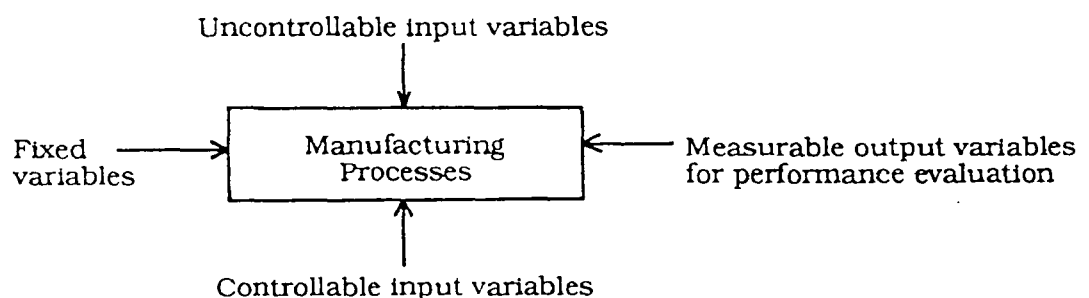 Uncontrollable input variables
Fixed
variables
Manufacturing
Processes
Measurable output variables
for performance evaluation
Controllable input variables